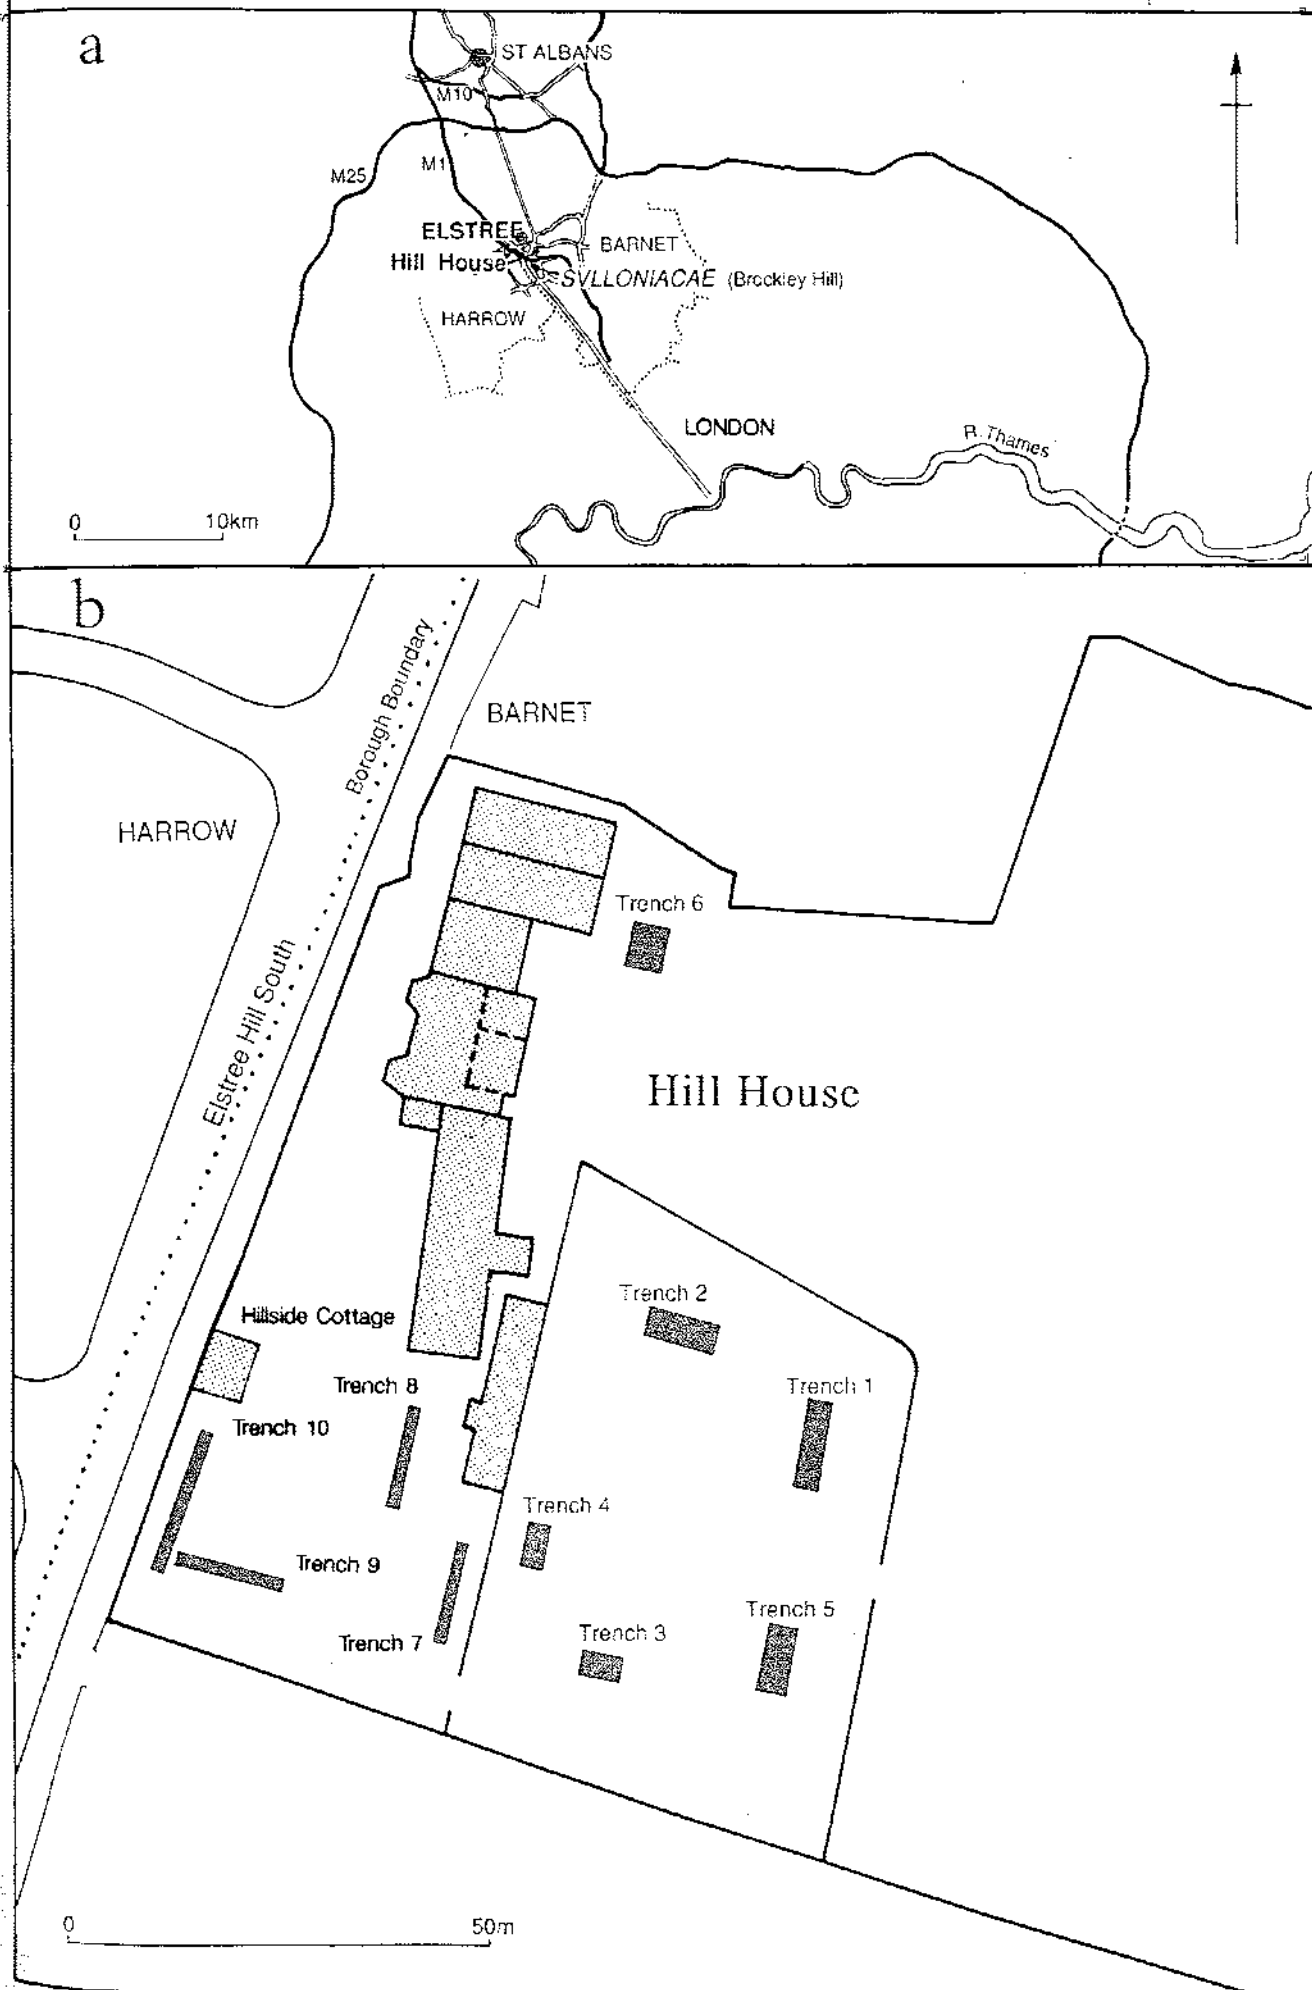 a
ST ALBANS
M10
M1
M25
ELSTREE
BARNET
Hill House
SVLLONIACAE (Brockley Hill)
HARROW
LONDON
R. Thames
0 10km
b
Borough Boundary
BARNET
HARROW
Trench 6
Elstree Hill South
Hill House
Trench 2
Hillside Cottage
Trench 8
Trench 1
Trench 10
Trench 4
Trench 9
Trench 5
Trench 3
Trench 7
0 50m